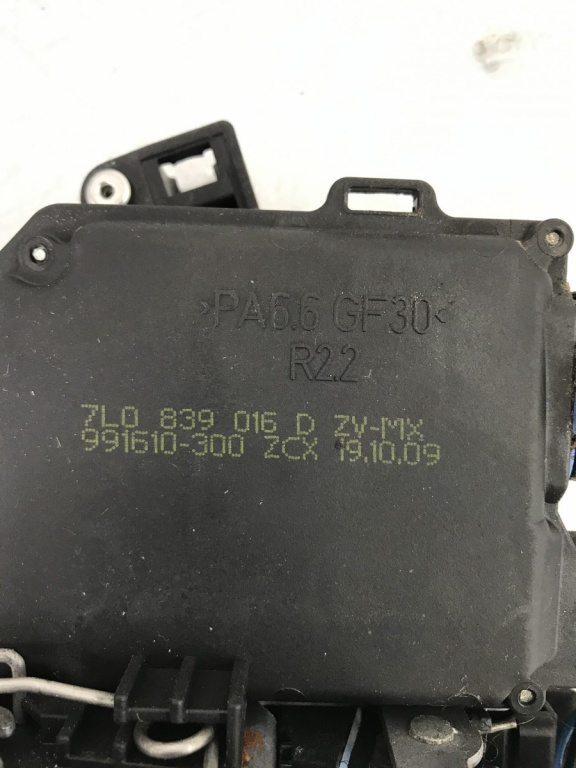 >PA6.6 GF30<
R2.2
7L0 839 016 D ZV-MX
991610-300 ZCX 19.10.09